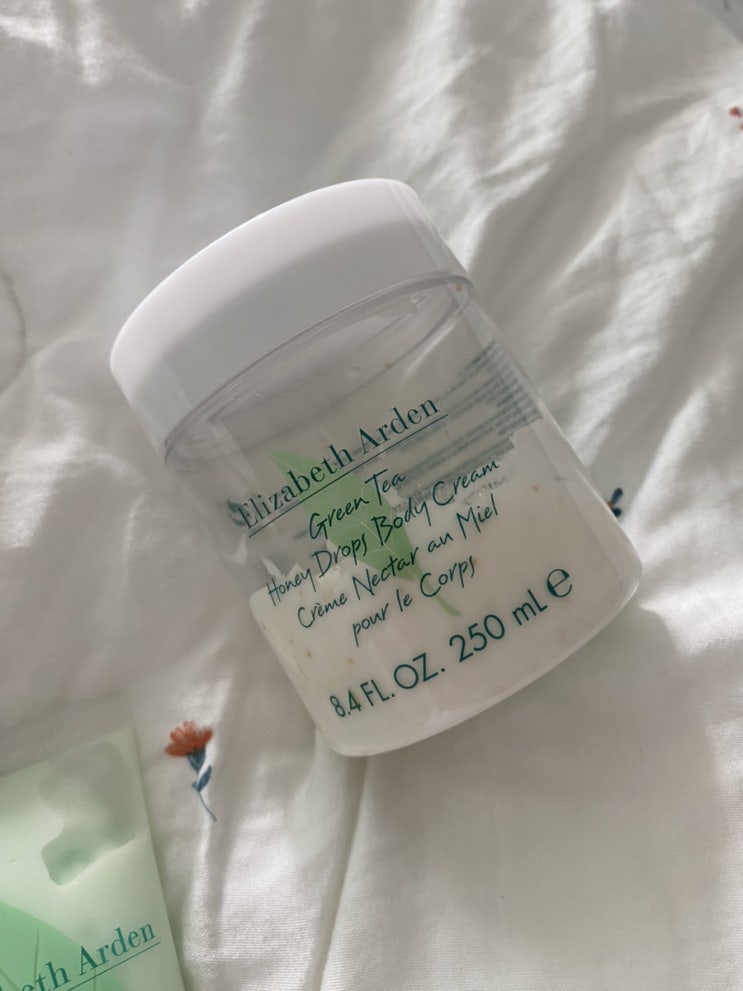 Elizabeth Arden
Green Tea
Honey Drops Body Cream
Crème Nectar au Miel
pour le Corps
8.4 FL. OZ. 250 mL e
Arden